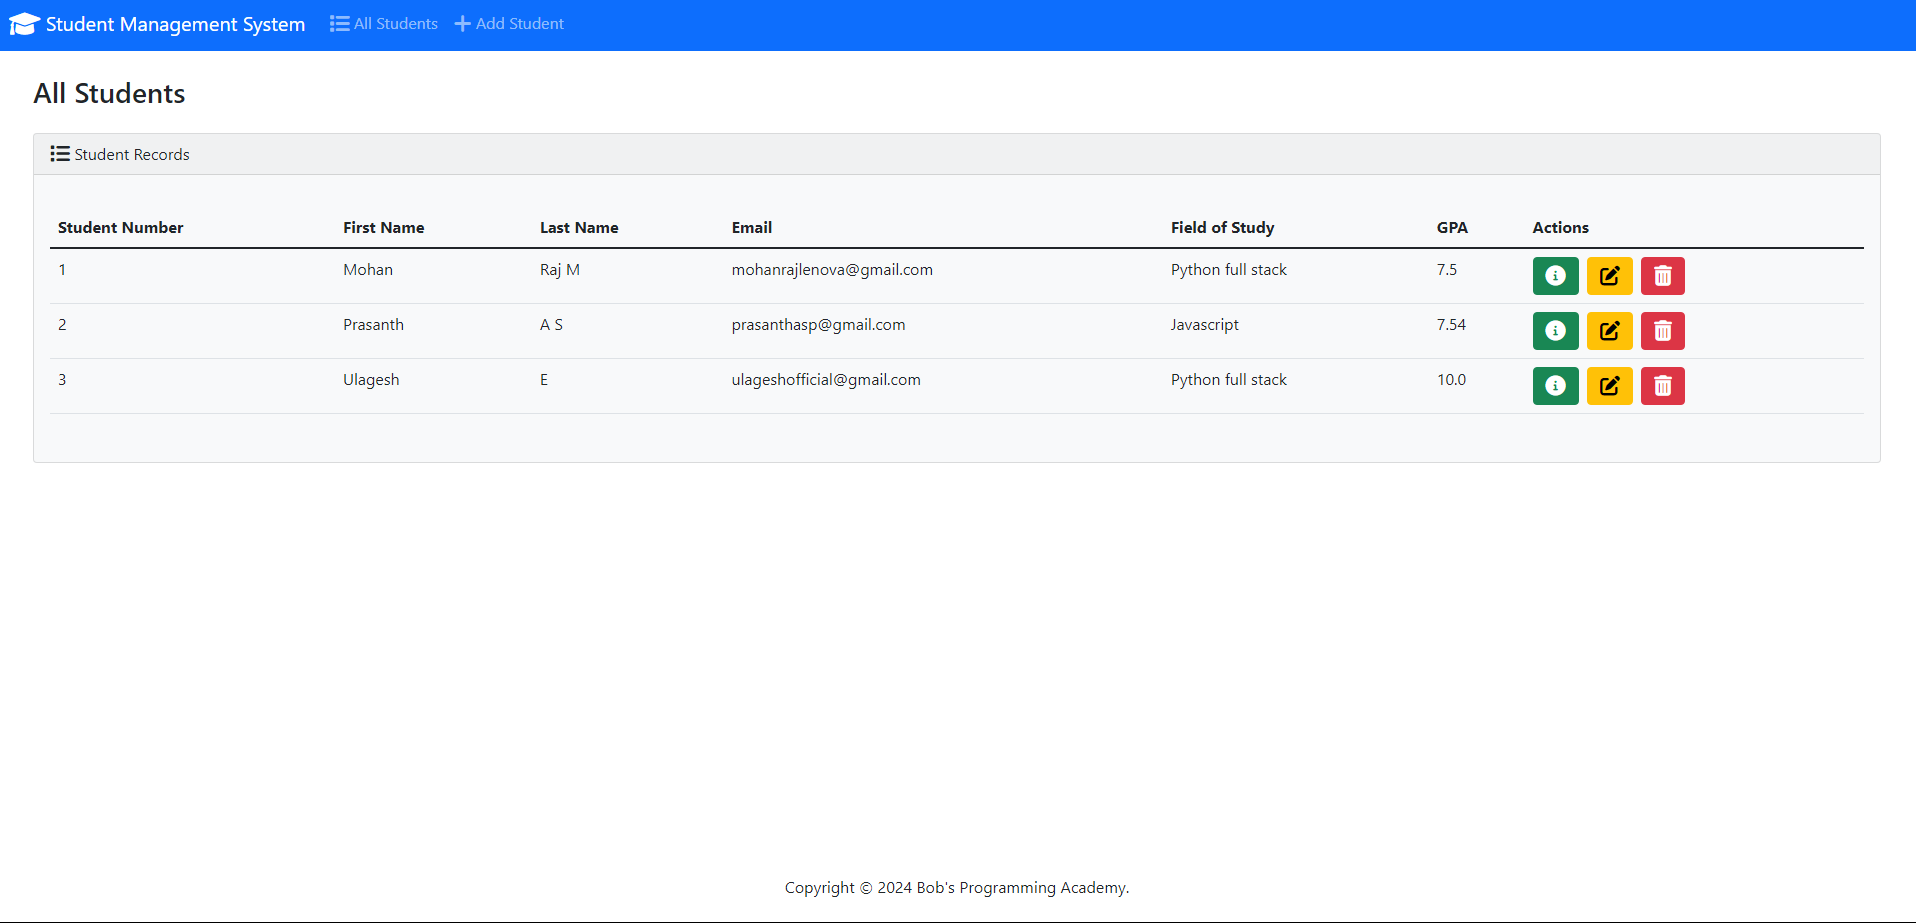 Student Management System All Students Add Student
All Students
Student Records
Student Number First Name Last Name Email Field of Study GPA Actions
1 Mohan Raj M mohanrajlenova@gmail.com Python full stack 7.5
2 Prasanth A S prasanthasp@gmail.com Javascript 7.54
3 Ulagesh E ulageshofficial@gmail.com Python full stack 10.0
Copyright © 2024 Bob's Programming Academy.